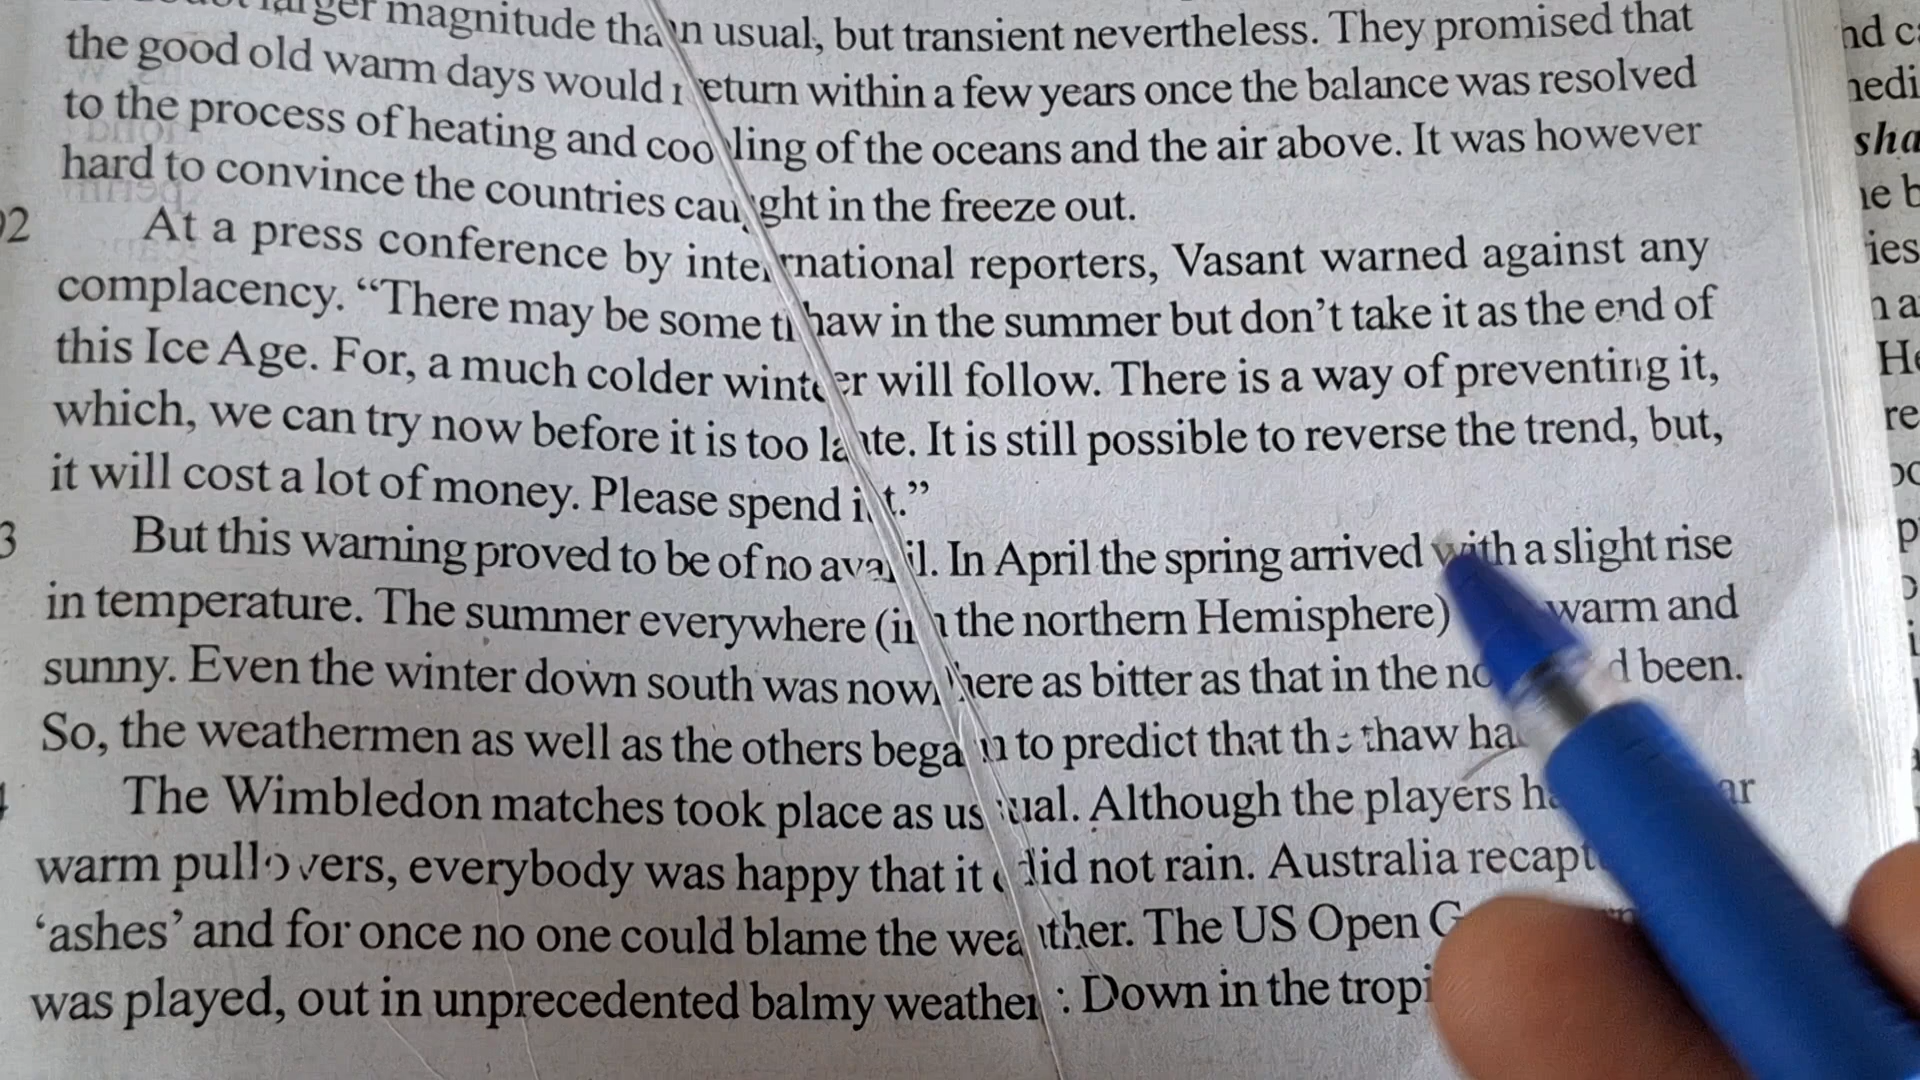 larger magnitude than usual, but transient nevertheless. They promised that
the good old warm days would return within a few years once the balance was resolved
to the process of heating and cooling of the oceans and the air above. It was however
hard to convince the countries caught in the freeze out.
At a press conference by international reporters, Vasant warned against any
complacency. “There may be some thaw in the summer but don’t take it as the end of
this Ice Age. For, a much colder winter will follow. There is a way of preventing it,
which, we can try now before it is too late. It is still possible to reverse the trend, but,
it will cost a lot of money. Please spend it.”
But this warning proved to be of no avail. In April the spring arrived with a slight rise
in temperature. The summer everywhere (in the northern Hemisphere) warm and
sunny. Even the winter down south was nowhere as bitter as that in the been.
So, the weathermen as well as the others began to predict that the thaw
The Wimbledon matches took place as usual. Although the players
warm pullovers, everybody was happy that it did not rain. Australia
‘ashes’ and for once no one could blame the weather. The US Open
was played, out in unprecedented balmy weather: Down in the